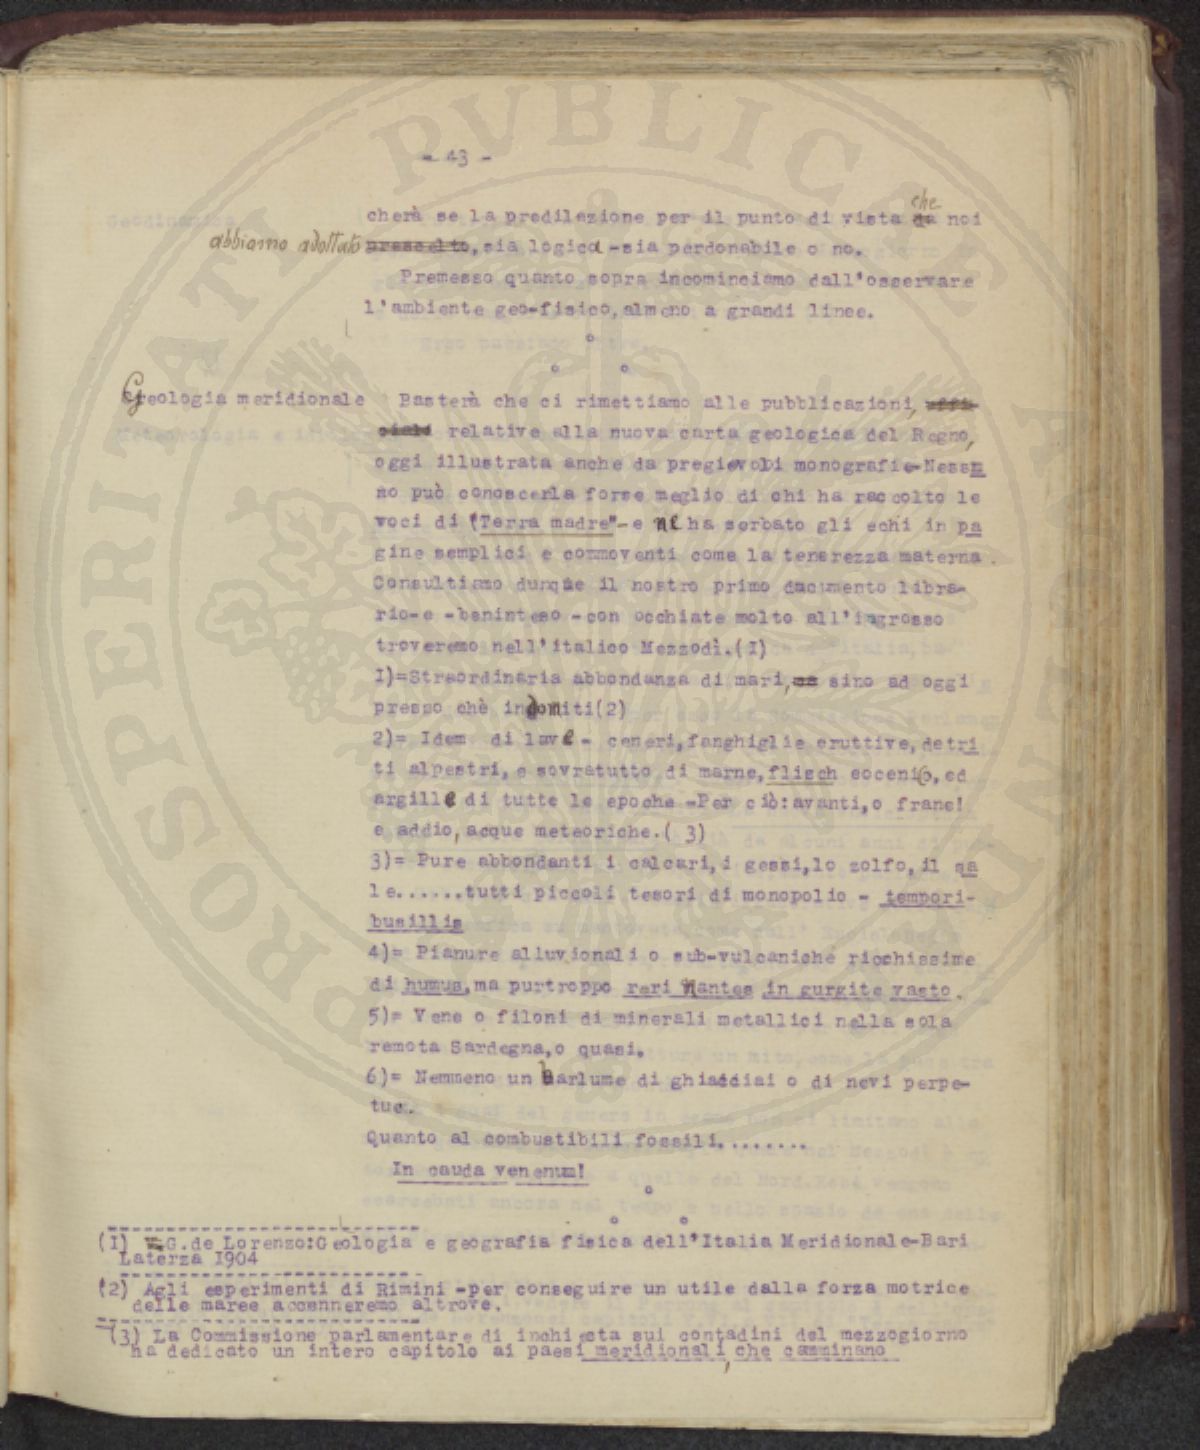 - 43 -
cherà se la predilezione per il punto di vista che da noi
abbiamo adottato prescelto, sia logica - sia perdonabile o no.
Premesso quanto sopra incominciamo dall'osservare
l'ambiente geo-fisico, almeno a grandi linee.
Geologia meridionale Basterà che ci rimettiamo alle pubblicazioni, uffi-
ciali relative alla nuova carta geologica del Regno,
oggi illustrata anche da pregievoli monografie-Nessu
no può conoscerla forse meglio di chi ha raccolto le
voci di "Terra madre"-e ne ha serbato gli echi in pa
gine semplici e commoventi come la tenerezza materna.
Consultiamo dunque il nostro primo documento libra-
rio-e -beninteso -con occhiate molto all'ingrosso
troveremo nell'italico Mezzodì.(I)
I)=Straordinaria abbondanza di mari, sino ad oggi
presso chè indomiti(2)
2)= Idem di lave - ceneri, fanghiglie eruttive, detri
ti alpestri, e sovratutto di marne, flisch eocenico, ed
argille di tutte le epoche -Per ciò: avanti, o frane!
e addio, acque meteoriche.( 3)
3)= Pure abbondanti i calcari, i gessi, lo zolfo, il sa
le......tutti piccoli tesori di monopolio - tempori-
busillis
4)= Pianure alluvionali o sub-vulcaniche ricchissime
di humus, ma purtroppo rari nantes in gurgite vasto.
5)= Vene o filoni di minerali metallici nella sola
remota Sardegna, o quasi.
6)= Nemmeno un barlume di ghiacciai o di nevi perpe-
tue.
Quanto ai combustibili fossili........
In cauda venenum!
(I) G. de Lorenzo: Geologia e geografia fisica dell'Italia Meridionale-Bari
Laterza I904
(2) Agli esperimenti di Rimini -per conseguire un utile dalla forza motrice
delle maree accenneremo altrove.
(3) La Commissione parlamentare di inchiesta sui contadini del mezzogiorno
ha dedicato un intero capitolo ai paesi meridionali, che camminano
PROSPERITATI PUBLICAE AUGENDAE